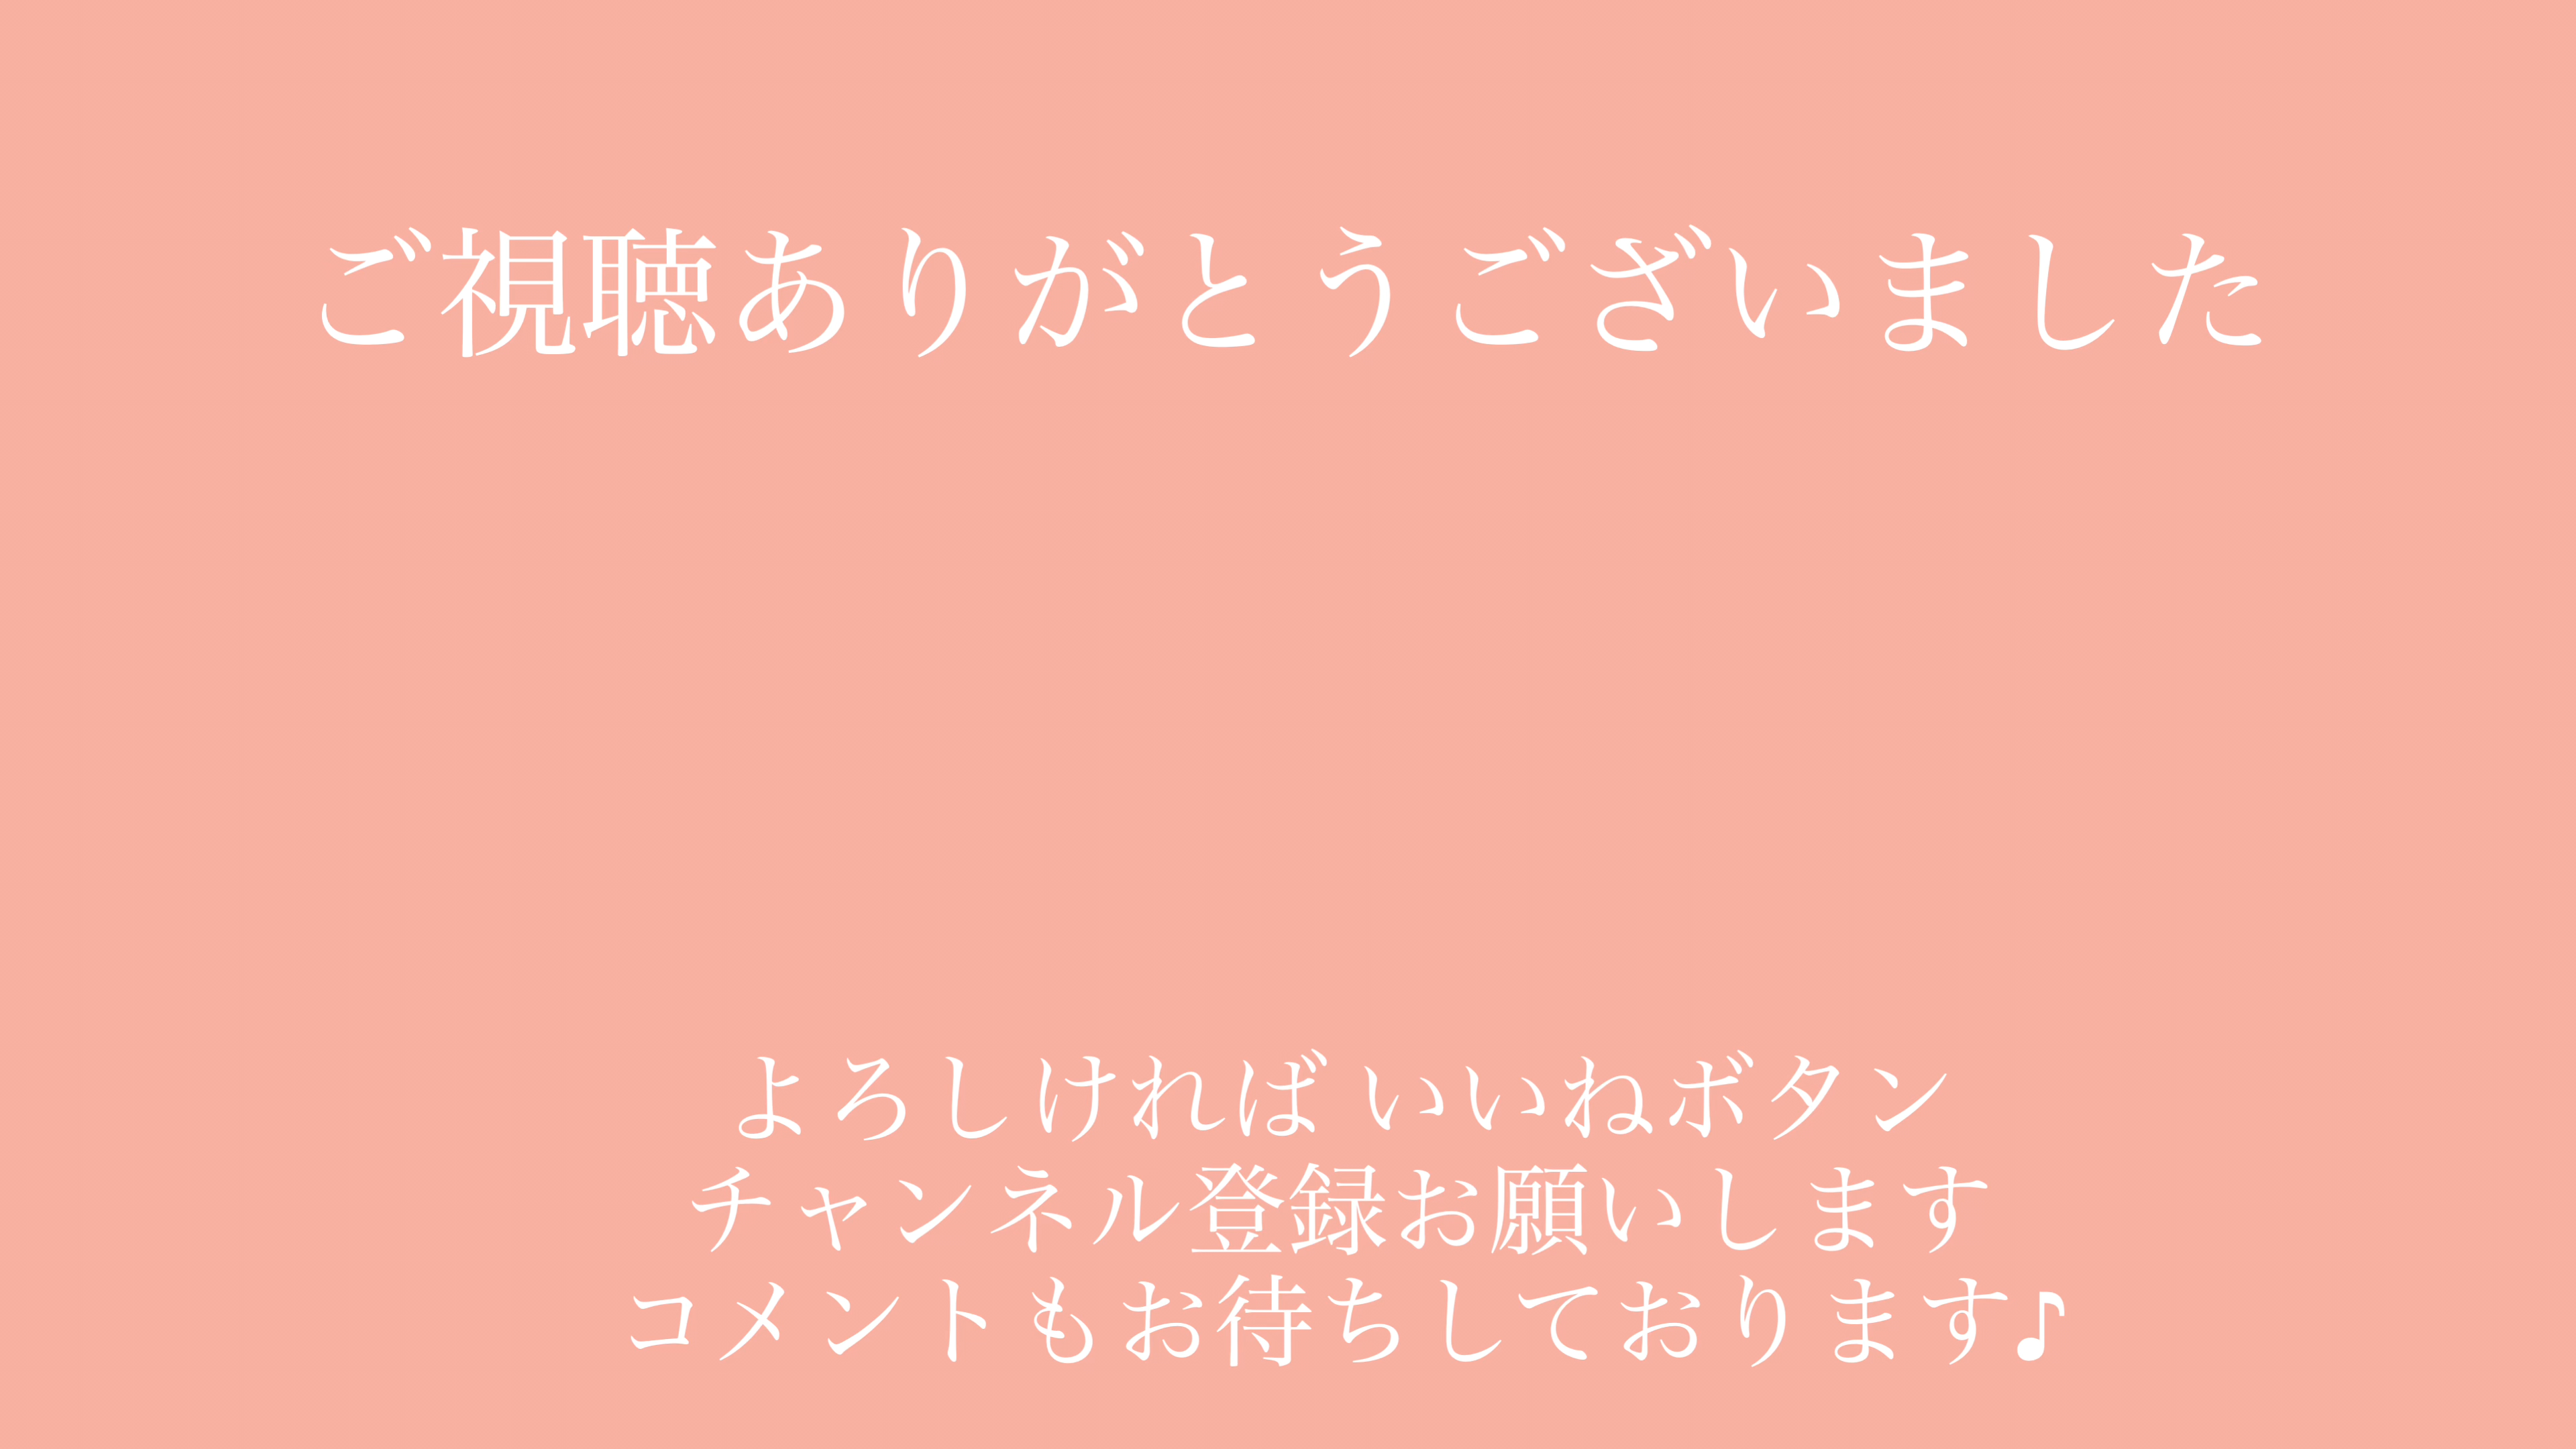 ご視聴ありがとうございました
よろしければ いいねボタン
チャンネル登録お願いします
コメントもお待ちしております♪